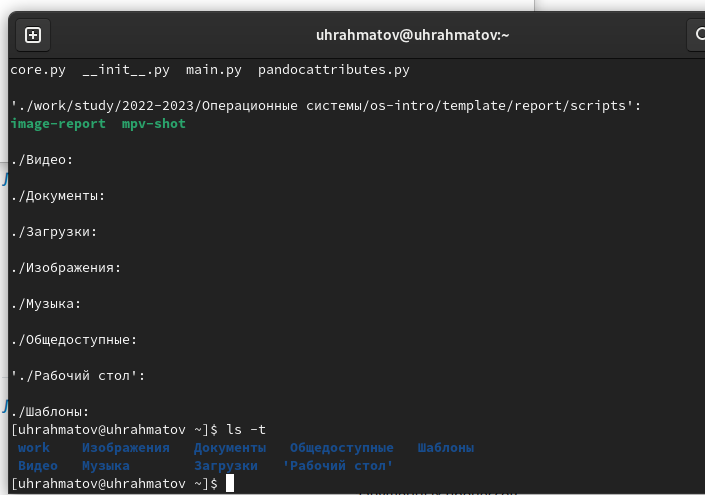 uhrahmatov@uhrahmatov:~
core.py  __init__.py  main.py  pandocattributes.py
'./work/study/2022-2023/Операционные системы/os-intro/template/report/scripts':
image-report  mpv-shot
./Видео:
./Документы:
./Загрузки:
./Изображения:
./Музыка:
./Общедоступные:
'./Рабочий стол':
./Шаблоны:
[uhrahmatov@uhrahmatov ~]$ ls -t
work    Изображения   Документы   Общедоступные   Шаблоны
Видео   Музыка        Загрузки   'Рабочий стол'
[uhrahmatov@uhrahmatov ~]$